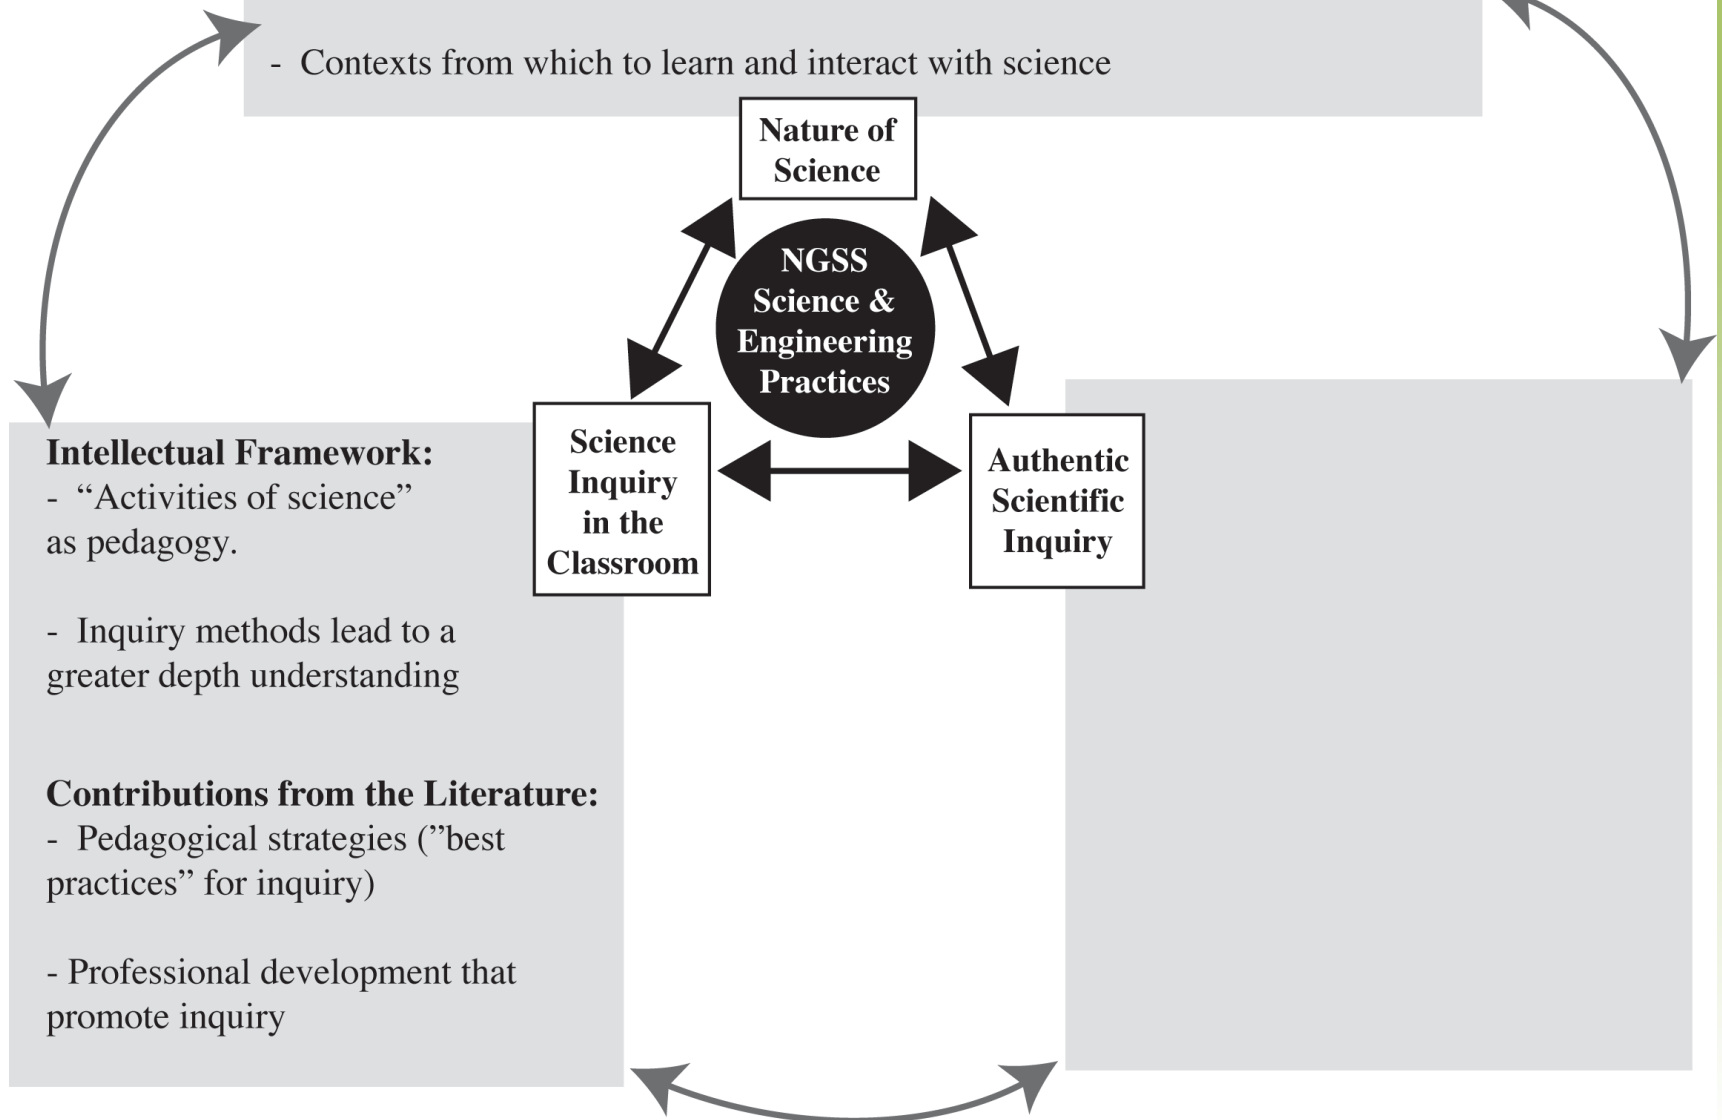 - Contexts from which to learn and interact with science
Nature of
Science
NGSS
Science &
Engineering
Practices
Science
Inquiry
in the
Classroom
Authentic
Scientific
Inquiry
Intellectual Framework:
- “Activities of science”
as pedagogy.
- Inquiry methods lead to a
greater depth understanding
Contributions from the Literature:
- Pedagogical strategies (”best
practices” for inquiry)
- Professional development that
promote inquiry